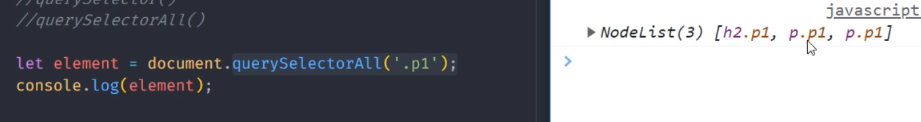 //querySelector()
//querySelectorAll()
let element = document.querySelectorAll('.p1');
console.log(element);
javascript
▶ NodeList(3) [h2.p1, p.p1, p.p1]
>